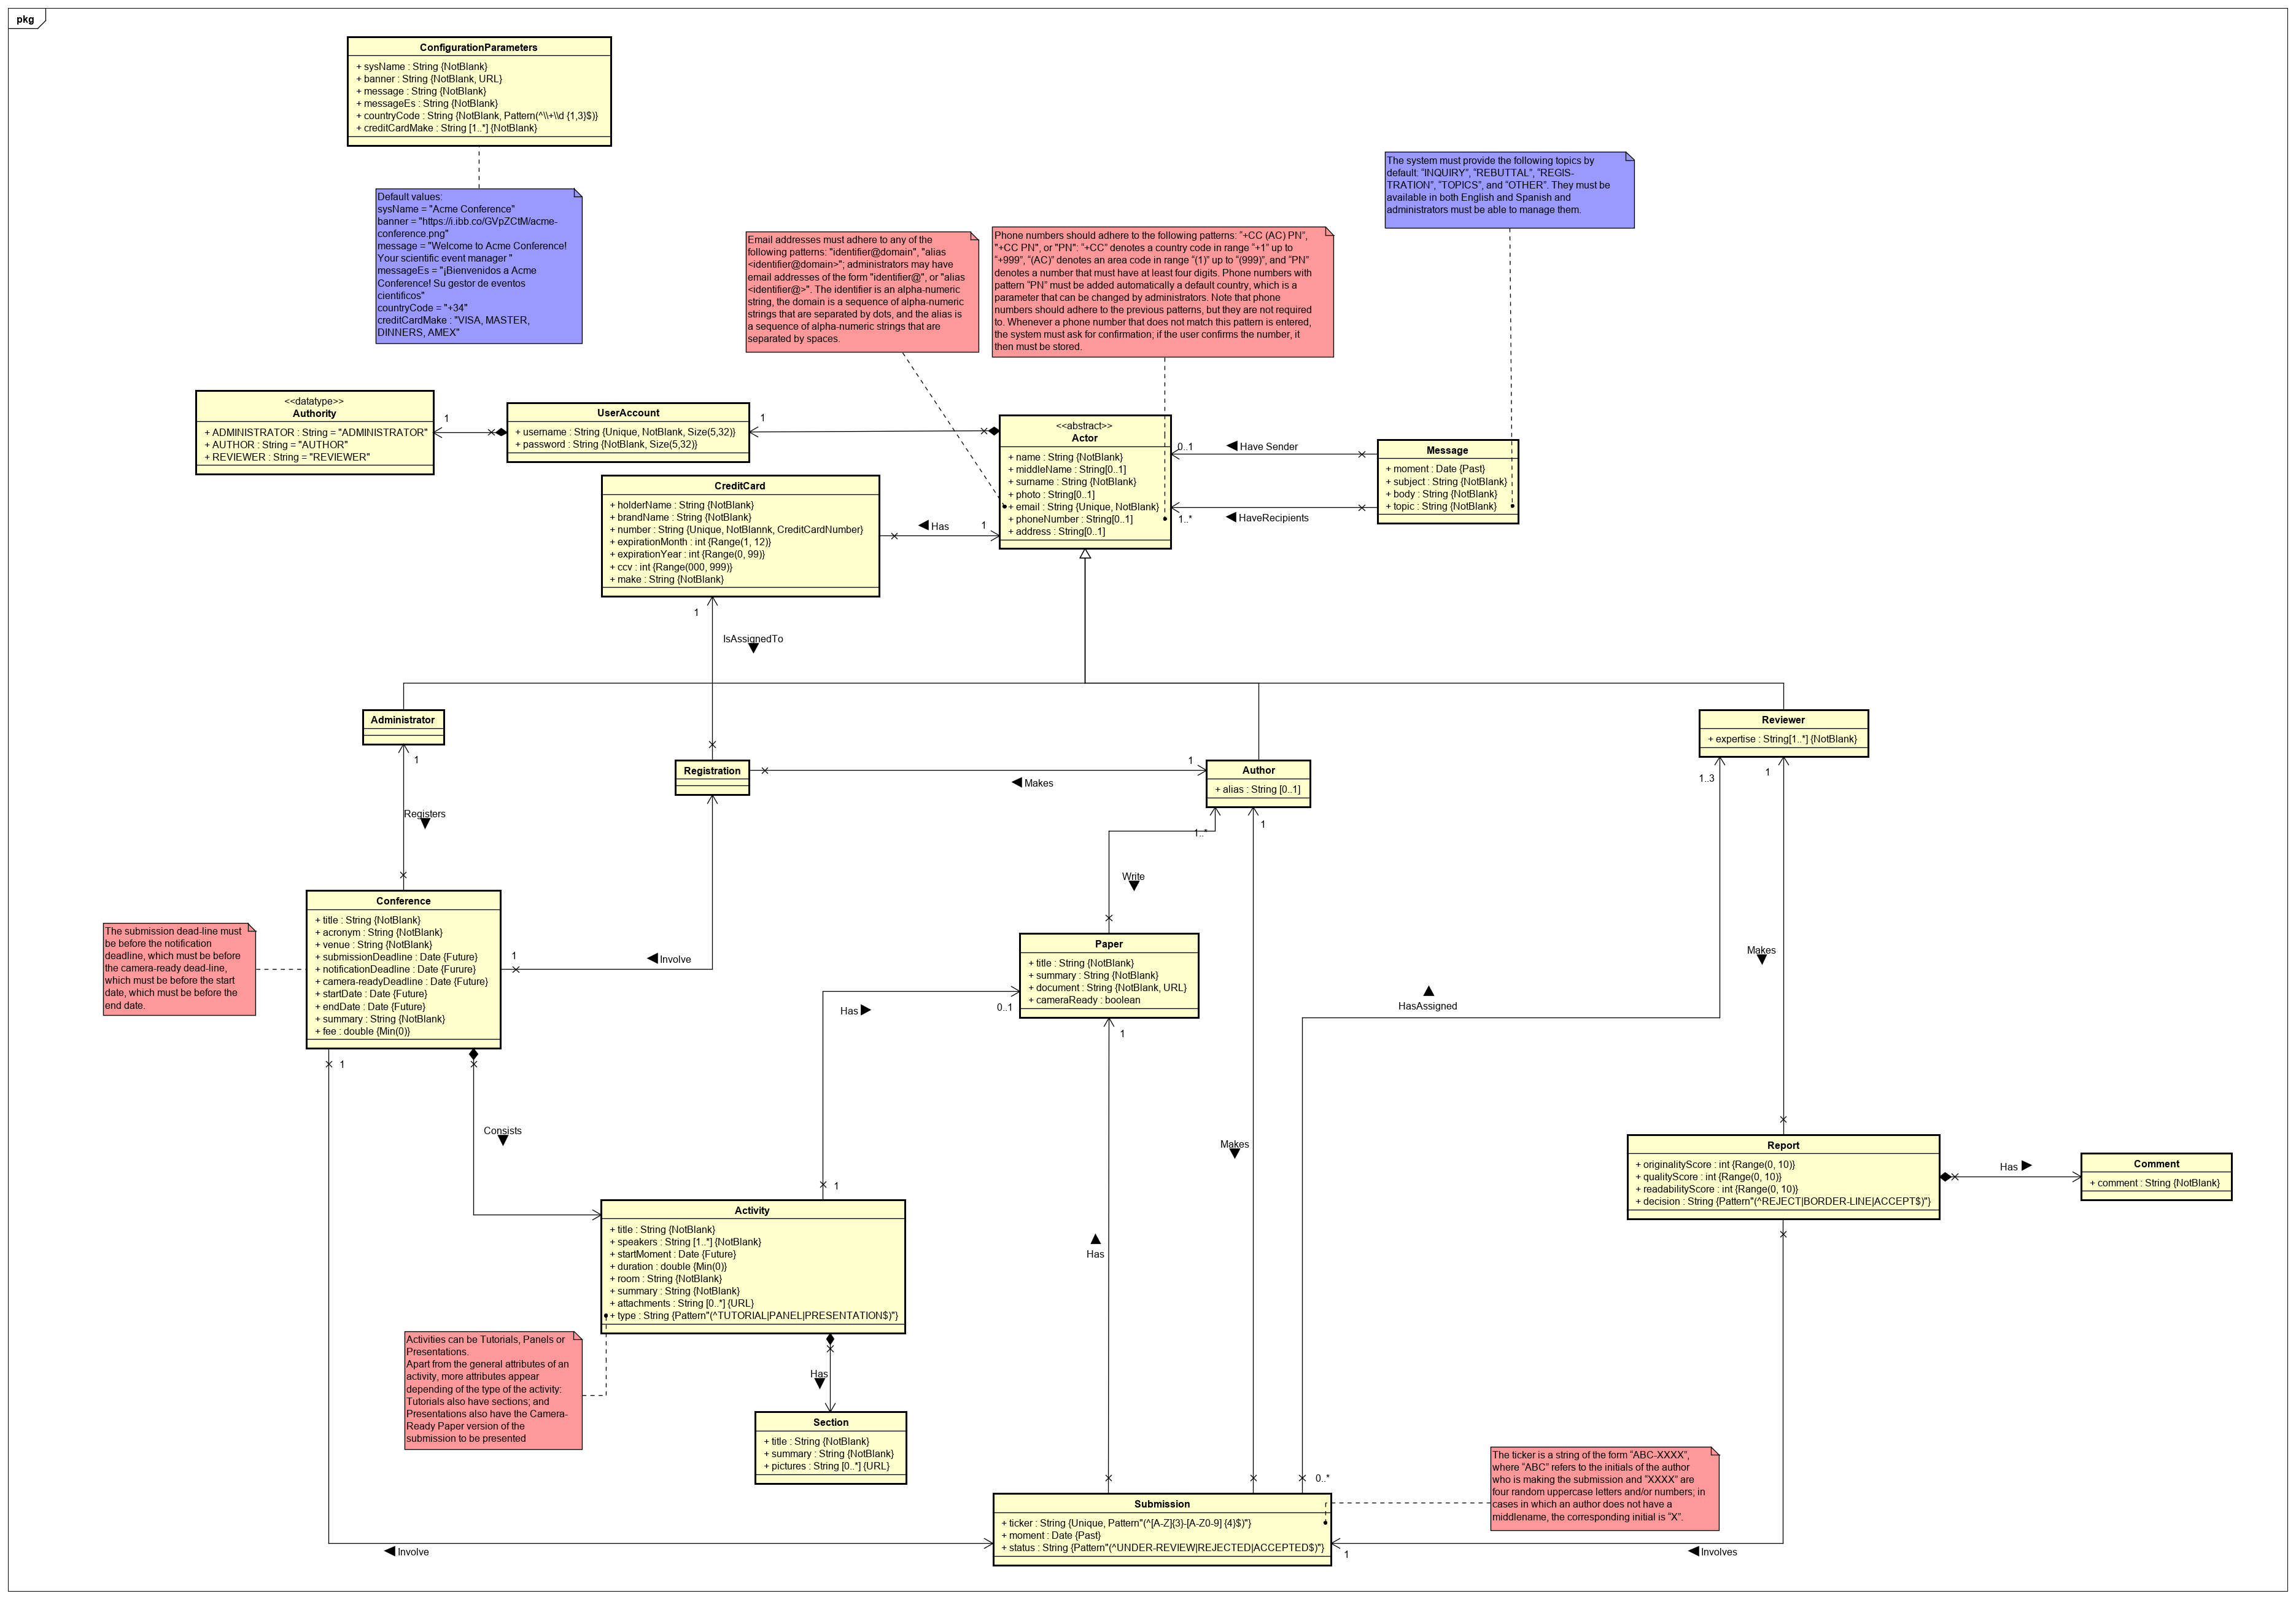 pkg
ConfigurationParameters
+ sysName : String {NotBlank}
+ banner : String {NotBlank, URL}
+ message : String {NotBlank}
+ messageEs : String {NotBlank}
+ countryCode : String {NotBlank, Pattern(^\\+\\d {1,3}$)}
+ creditCardMake : String [1..*] {NotBlank}
Default values:
sysName = "Acme Conference"
banner = "https://i.ibb.co/GVpZCtM/acme-
conference.png"
message = "Welcome to Acme Conference!
Your scientific event manager "
messageEs = "¡Bienvenidos a Acme
Conference! Su gestor de eventos
cientificos"
countryCode = "+34"
creditCardMake : "VISA, MASTER,
DINNERS, AMEX"
Email addresses must adhere to any of the
following patterns: "identifier@domain", "alias
<identifier@domain>"; administrators may have
email addresses of the form "identifier@", or "alias
<identifier@>". The identifier is an alpha-numeric
string, the domain is a sequence of alpha-numeric
strings that are separated by dots, and the alias is
a sequence of alpha-numeric strings that are
separated by spaces.
Phone numbers should adhere to the following patterns: "+CC (AC) PN",
"+CC PN", or "PN": "+CC" denotes a country code in range "+1" up to
"+999", "(AC)" denotes an area code in range "(1)" up to "(999)", and "PN"
denotes a number that must have at least four digits. Phone numbers with
pattern "PN" must be added automatically a default country, which is a
parameter that can be changed by administrators. Note that phone
numbers should adhere to the previous patterns, but they are not required
to. Whenever a phone number that does not match this pattern is entered,
the system must ask for confirmation; if the user confirms the number, it
then must be stored.
The system must provide the following topics by
default: "INQUIRY", "REBUTTAL", "REGIS-
TRATION", "TOPICS", and "OTHER". They must be
available in both English and Spanish and
administrators must be able to manage them.
<<datatype>>
Authority
+ ADMINISTRATOR : String = "ADMINISTRATOR"
+ AUTHOR : String = "AUTHOR"
+ REVIEWER : String = "REVIEWER"
1
UserAccount
+ username : String {Unique, NotBlank, Size(5,32)}
+ password : String {NotBlank, Size(5,32)}
1
<<abstract>>
Actor
+ name : String {NotBlank}
+ middleName : String[0..1]
+ surname : String {NotBlank}
+ photo : String[0..1]
+ email : String {Unique, NotBlank}
+ phoneNumber : String[0..1]
+ address : String[0..1]
0..1
Have Sender
1..*
HaveRecipients
Message
+ moment : Date {Past}
+ subject : String {NotBlank}
+ body : String {NotBlank}
+ topic : String {NotBlank}
CreditCard
+ holderName : String {NotBlank}
+ brandName : String {NotBlank}
+ number : String {Unique, NotBlannk, CreditCardNumber}
+ expirationMonth : int {Range(1, 12)}
+ expirationYear : int {Range(0, 99)}
+ ccv : int {Range(000, 999)}
+ make : String {NotBlank}
Has
1
1
IsAssignedTo
Administrator
1
Registers
Registration
Makes
1
Author
+ alias : String [0..1]
1..*
1
Reviewer
+ expertise : String[1..*] {NotBlank}
1..3
1
Write
Makes
The submission dead-line must
be before the notification
deadline, which must be before
the camera-ready dead-line,
which must be before the start
date, which must be before the
end date.
Conference
+ title : String {NotBlank}
+ acronym : String {NotBlank}
+ venue : String {NotBlank}
+ submissionDeadline : Date {Future}
+ notificationDeadline : Date {Furure}
+ camera-readyDeadline : Date {Future}
+ startDate : Date {Future}
+ endDate : Date {Future}
+ summary : String {NotBlank}
+ fee : double {Min(0)}
1
Involve
Paper
+ title : String {NotBlank}
+ summary : String {NotBlank}
+ document : String {NotBlank, URL}
+ cameraReady : boolean
Has
0..1
1
HasAssigned
1
Consists
Makes
Report
+ originalityScore : int {Range(0, 10)}
+ qualityScore : int {Range(0, 10)}
+ readabilityScore : int {Range(0, 10)}
+ decision : String {Pattern"(^REJECT|BORDER-LINE|ACCEPT$)"}
Has
Comment
+ comment : String {NotBlank}
1
Activity
+ title : String {NotBlank}
+ speakers : String [1..*] {NotBlank}
+ startMoment : Date {Future}
+ duration : double {Min(0)}
+ room : String {NotBlank}
+ summary : String {NotBlank}
+ attachments : String [0..*] {URL}
+ type : String {Pattern"(^TUTORIAL|PANEL|PRESENTATION$)"}
Has
Activities can be Tutorials, Panels or
Presentations.
Apart from the general attributes of an
activity, more attributes appear
depending of the type of the activity:
Tutorials also have sections; and
Presentations also have the Camera-
Ready Paper version of the
submission to be presented
Has
Section
+ title : String {NotBlank}
+ summary : String {NotBlank}
+ pictures : String [0..*] {URL}
0..*
Submission
+ ticker : String {Unique, Pattern"(^[A-Z]{3}-[A-Z0-9] {4}$)"}
+ moment : Date {Past}
+ status : String {Pattern"(^UNDER-REVIEW|REJECTED|ACCEPTED$)"}
The ticker is a string of the form "ABC-XXXX",
where "ABC" refers to the initials of the author
who is making the submission and "XXXX" are
four random uppercase letters and/or numbers; in
cases in which an author does not have a
middlename, the corresponding initial is "X".
Involve
1
Involves